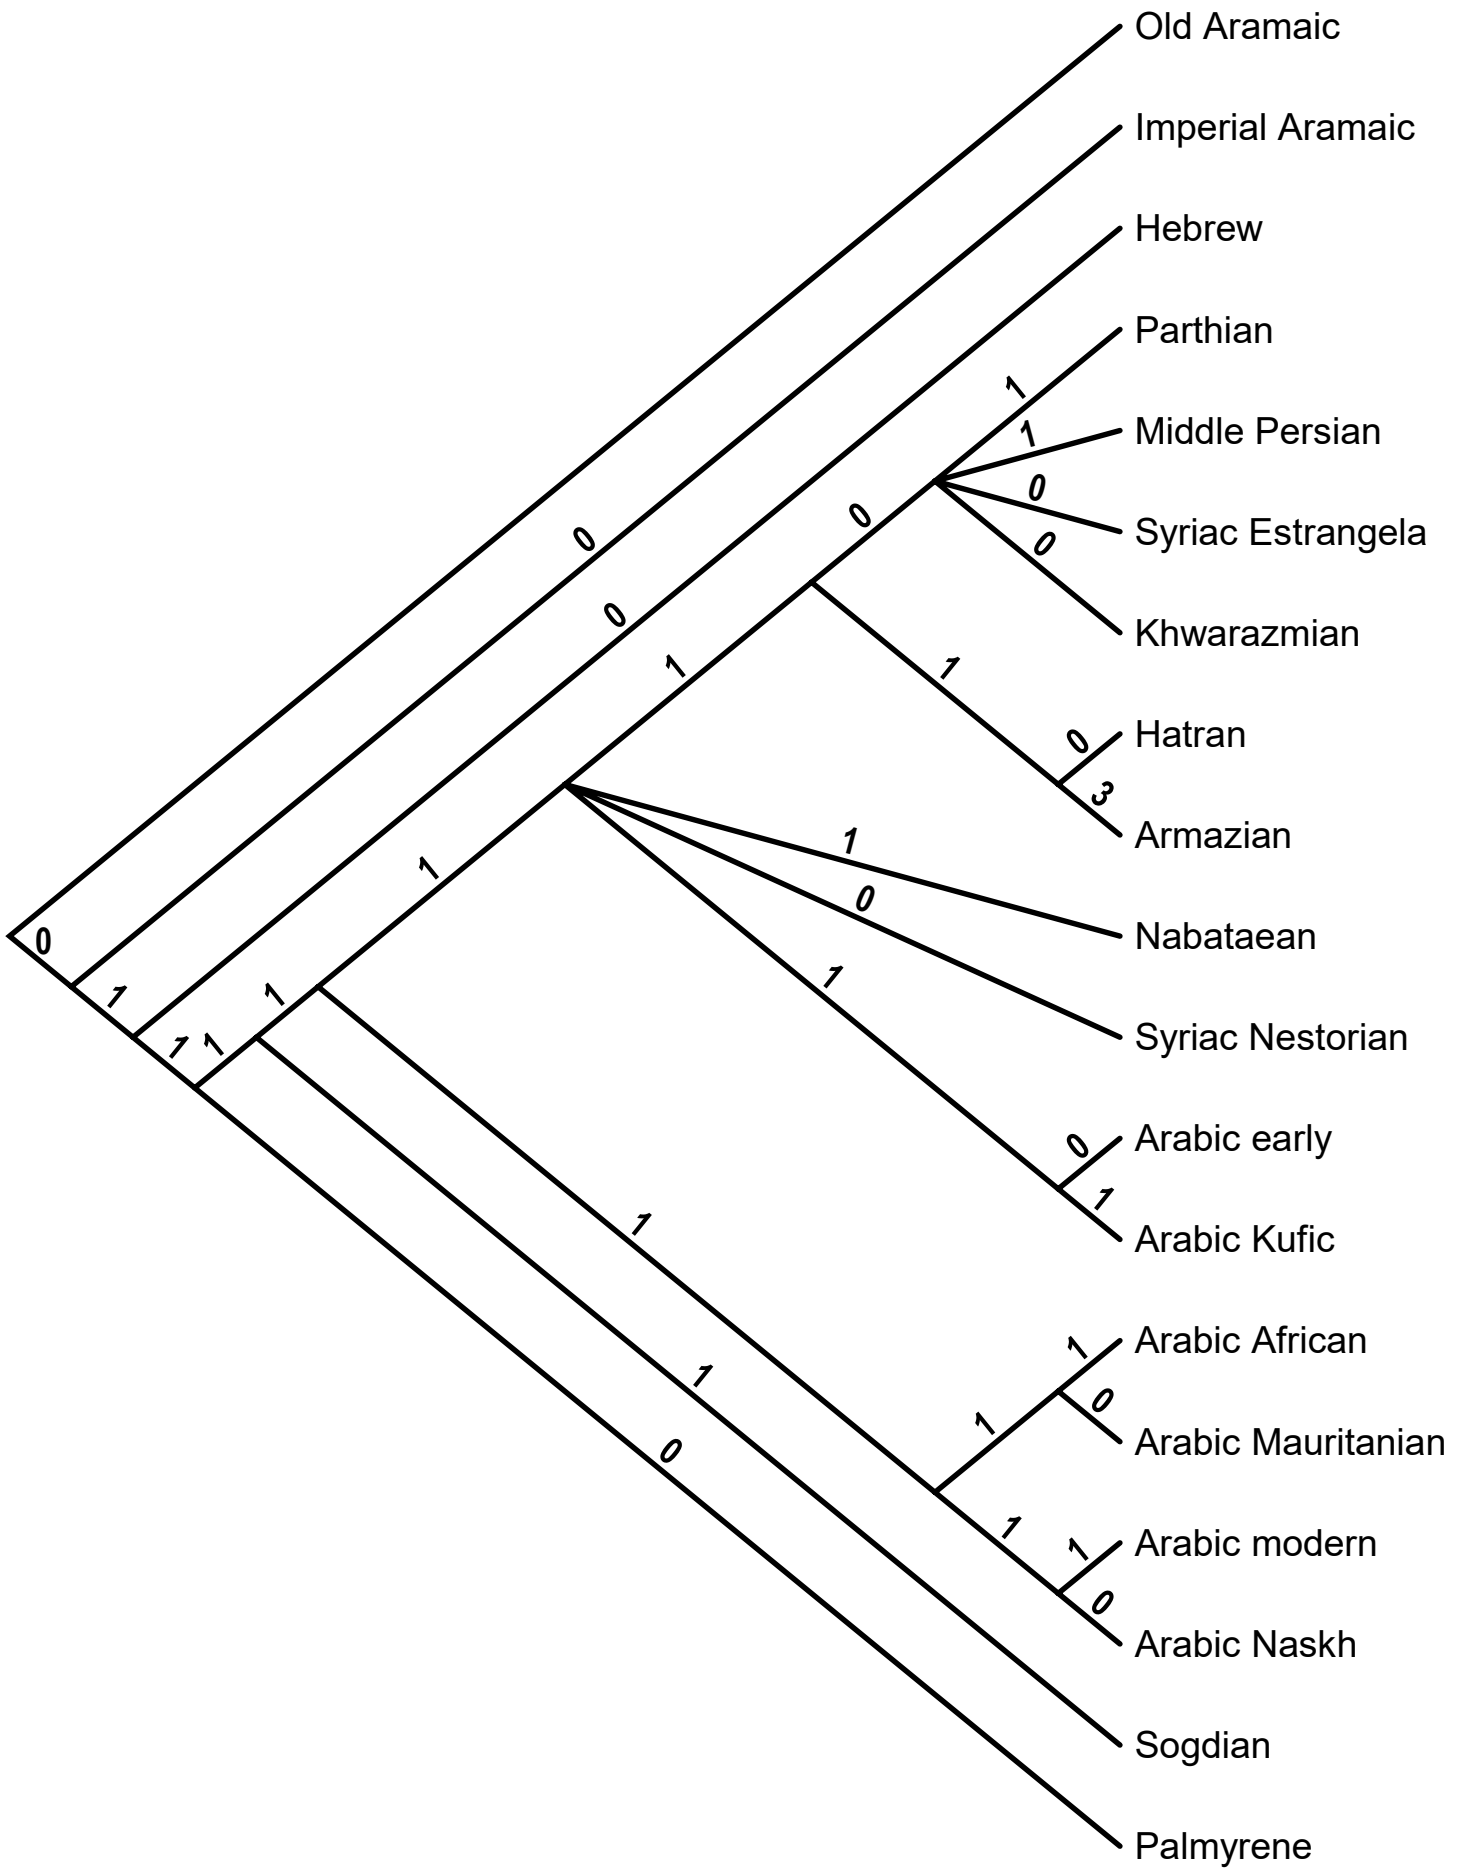 Old Aramaic
Imperial Aramaic
Hebrew
Parthian
1
Middle Persian
1
0
Syriac Estrangela
0
0
0
Khwarazmian
0
1
1
Hatran
0
3
Armazian
1
1
0
Nabataean
0
1
1
1
Syriac Nestorian
1
1
Arabic early
0
1
Arabic Kufic
1
Arabic African
1
0
1
1
Arabic Mauritanian
0
1
Arabic modern
1
0
Arabic Naskh
Sogdian
Palmyrene